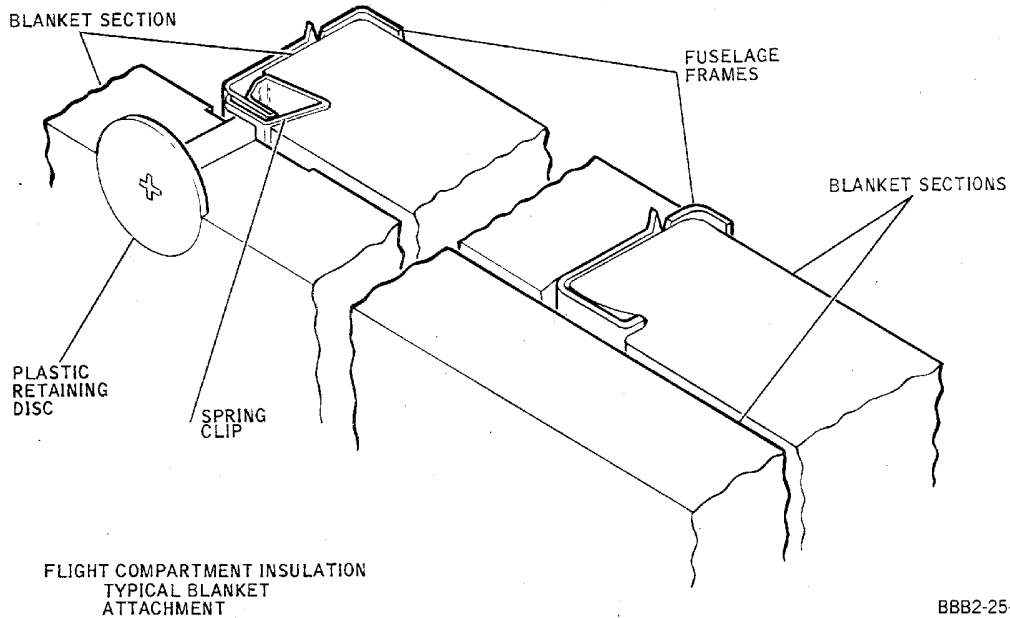 BLANKET SECTION
FUSELAGE
FRAMES
BLANKET SECTIONS
PLASTIC
RETAINING
DISC
SPRING
CLIP
FLIGHT COMPARTMENT INSULATION
TYPICAL BLANKET
ATTACHMENT
BBB2-25-